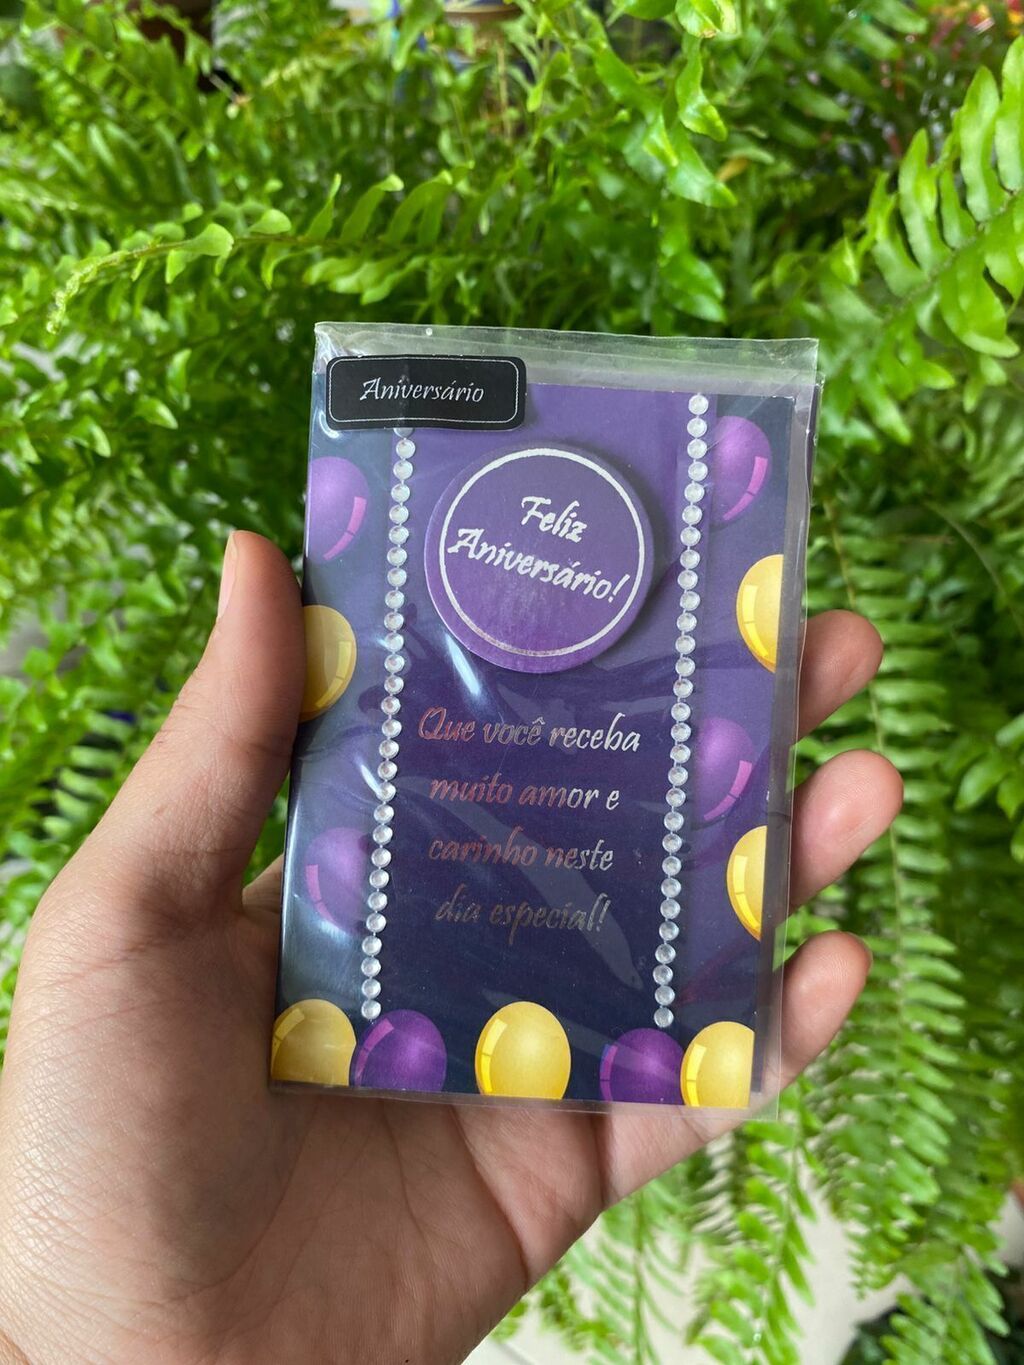 Aniversário
Feliz
Aniversário!
Que você receba
muito amor e
carinho neste
dia especial!